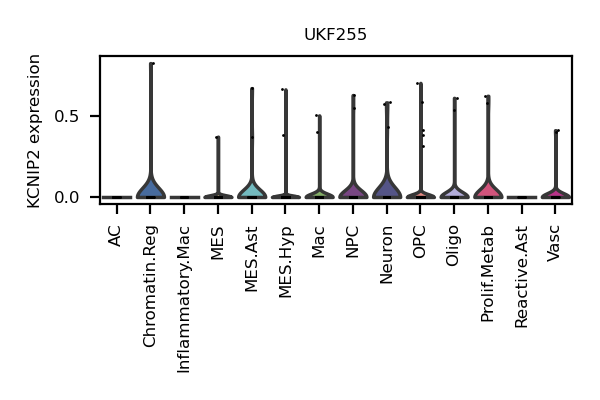 UKF255
KCNIP2 expression
0.5
0.0
AC
Chromatin.Reg
Inflammatory.Mac
MES
MES.Ast
MES.Hyp
Mac
NPC
Neuron
OPC
Oligo
Prolif.Metab
Reactive.Ast
Vasc